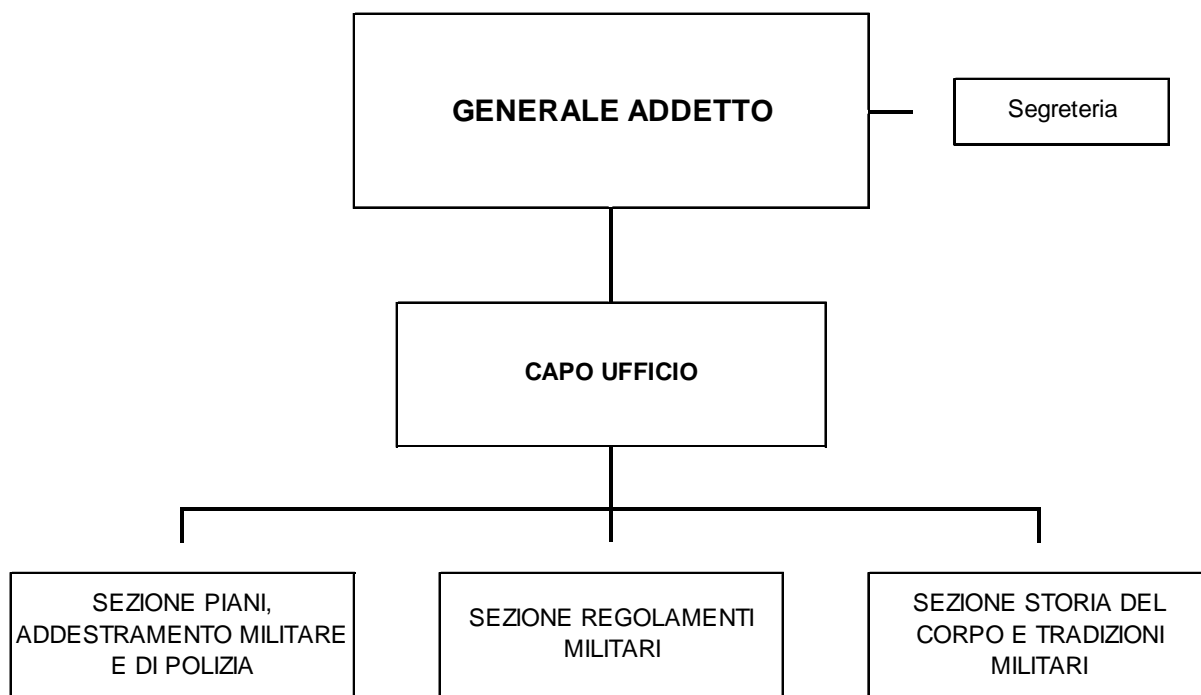 GENERALE ADDETTO
Segreteria
CAPO UFFICIO
SEZIONE PIANI,
ADDESTRAMENTO MILITARE
E DI POLIZIA
SEZIONE REGOLAMENTI
MILITARI
SEZIONE STORIA DEL
CORPO E TRADIZIONI
MILITARI